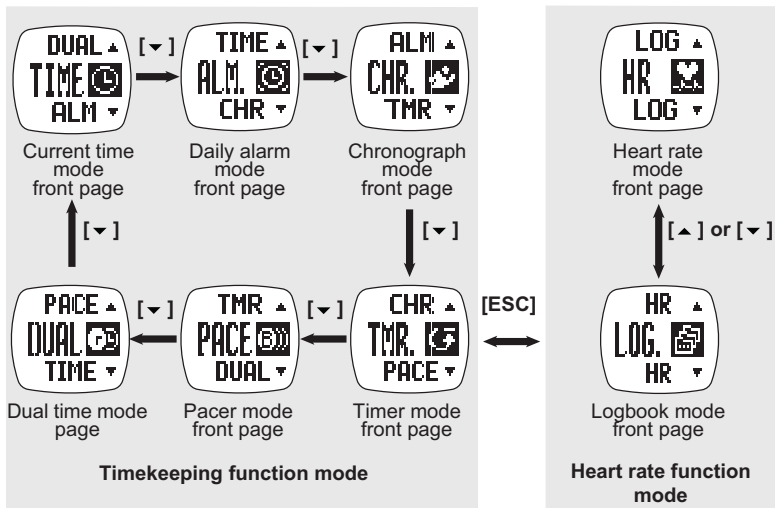 DUAL ▲
TIME
ALM ▼
Current time
mode
front page
[▼]
TIME ▲
ALM.
CHR ▼
Daily alarm
mode
front page
[▼]
ALM ▲
CHR.
TMR ▼
Chronograph
mode
front page
[▼]
CHR ▲
TMR.
PACE ▼
Timer mode
front page
[▼]
TMR ▲
PACE
DUAL ▼
Pacer mode
front page
[▼]
PACE ▲
DUAL
TIME ▼
Dual time mode
page
[▼]
Timekeeping function mode
[ESC]
LOG ▲
HR
LOG ▼
Heart rate
mode
front page
[▲] or [▼]
HR ▲
LOG.
HR ▼
Logbook mode
front page
Heart rate function
mode